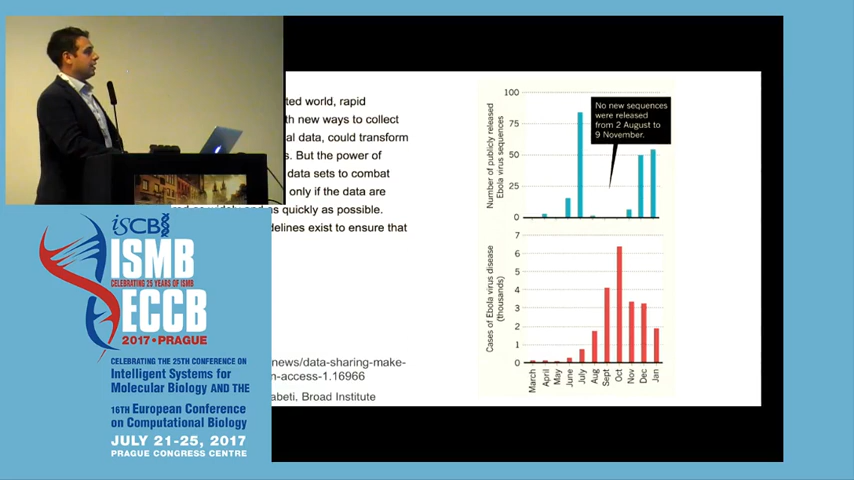 ted world, rapid
th new ways to collect
al data, could transform
s. But the power of
data sets to combat
only if the data are
as quickly as possible.
delines exist to ensure that
news/data-sharing-make-
n-access-1.16966
abeti, Broad Institute
Number of publicly released
Ebola virus sequences
100
75
50
25
0
No new sequences
were released
from 2 August to
9 November.
Cases of Ebola virus disease
(thousands)
7
6
5
4
3
2
1
0
March
April
May
June
July
Aug
Sept
Oct
Nov
Dec
Jan
iSCB
ISMB
CELEBRATING 25 YEARS OF ISMB
ECCB
2017 • PRAGUE
CELEBRATING THE 25TH CONFERENCE ON
Intelligent Systems for
Molecular Biology AND THE
16TH European Conference
on Computational Biology
JULY 21-25, 2017
PRAGUE CONGRESS CENTRE